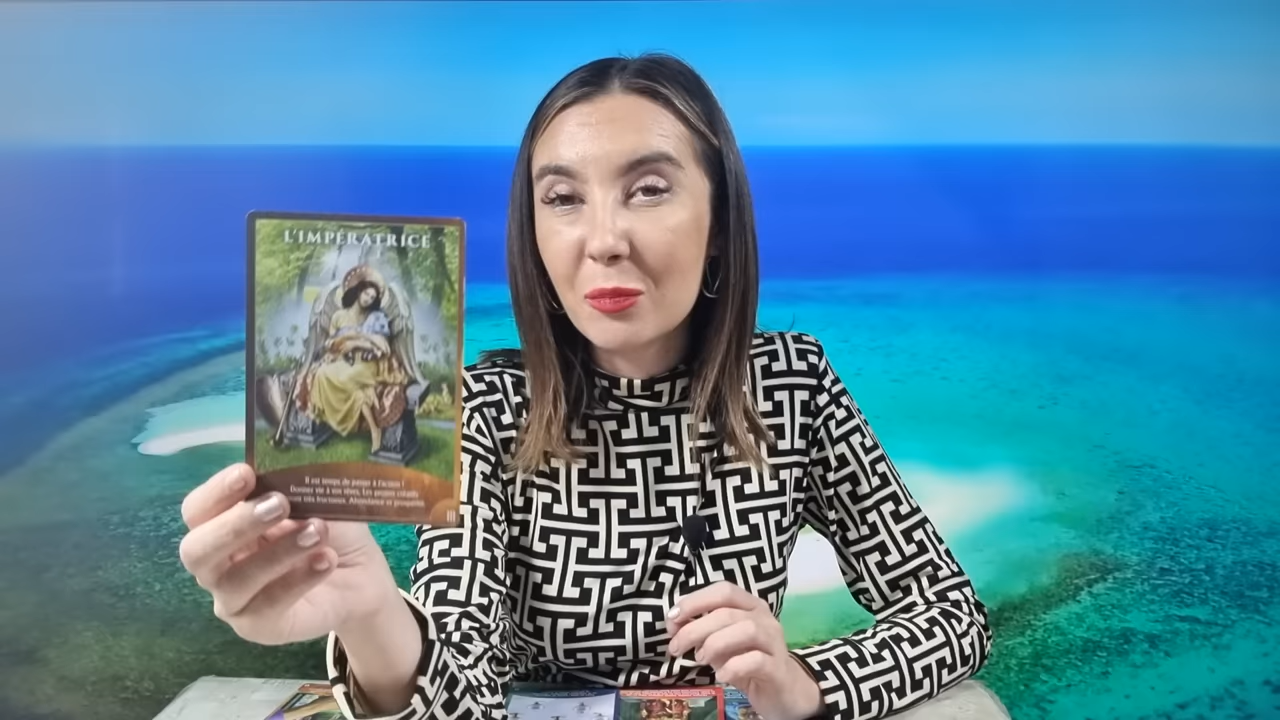 L'IMPÉRATRICE
Il est temps de passer à l'action !
Donnez vie à vos rêves. Les projets créatifs
sont très fructueux. Abondance et prospérité.
III